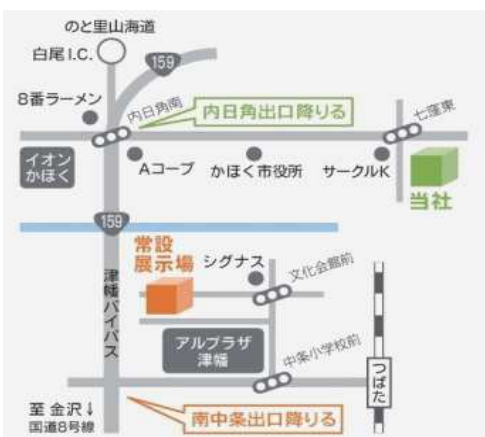 のと里山海道
白尾I.C.
159
8番ラーメン
内日角南
内日角出口降りる
七窪東
イオン
かほく
Aコープ
かほく市役所
サークルK
当社
159
常設
展示場
シグナス
文化会館前
津幡バイパス
アルプラザ
津幡
中条小学校前
つばた
至 金沢↓
国道8号線
南中条出口降りる